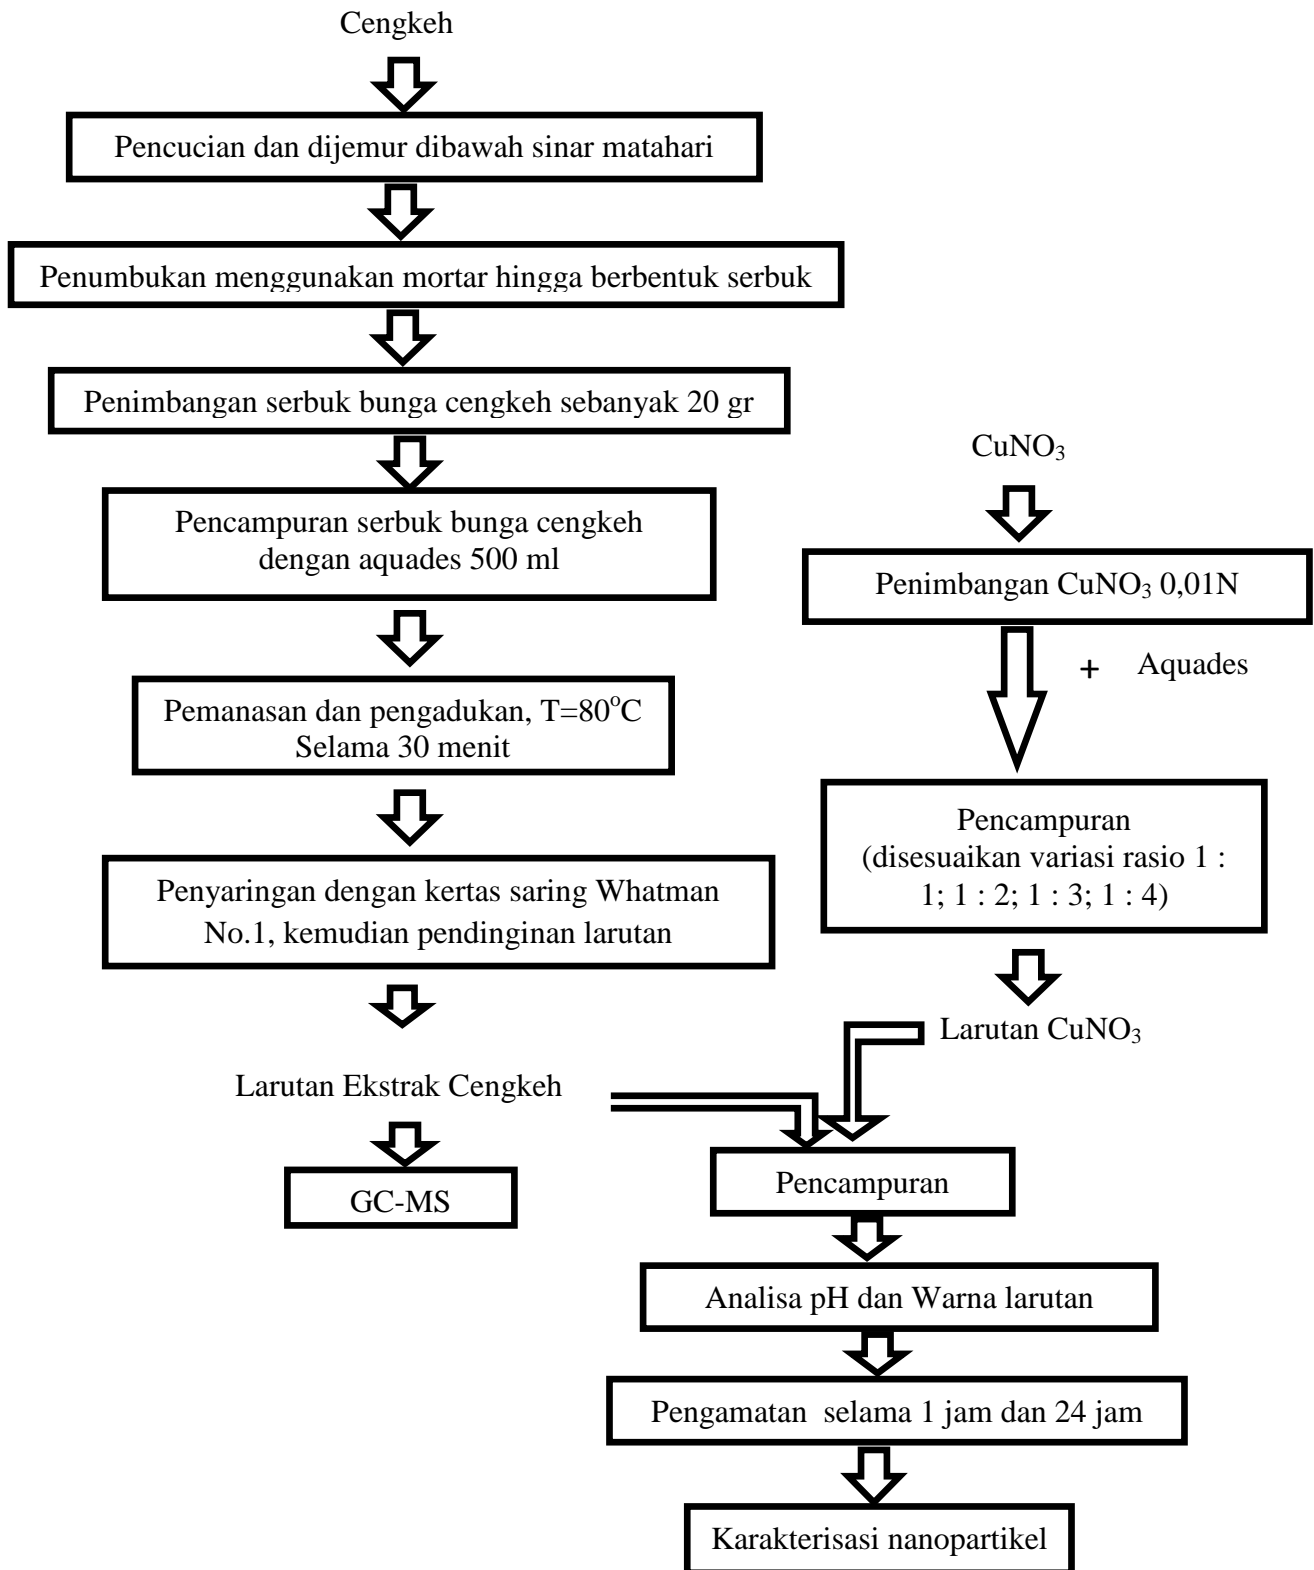 Cengkeh
Pencucian dan dijemur dibawah sinar matahari
Penumbukan menggunakan mortar hingga berbentuk serbuk
Penimbangan serbuk bunga cengkeh sebanyak 20 gr
Pencampuran serbuk bunga cengkeh
dengan aquades 500 ml
Pemanasan dan pengadukan, T=80°C
Selama 30 menit
Penyaringan dengan kertas saring Whatman
No.1, kemudian pendinginan larutan
Larutan Ekstrak Cengkeh
GC-MS
CuNO₃
Penimbangan CuNO₃ 0,01N
+ Aquades
Pencampuran
(disesuaikan variasi rasio 1 :
1; 1 : 2; 1 : 3; 1 : 4)
Larutan CuNO₃
Pencampuran
Analisa pH dan Warna larutan
Pengamatan  selama 1 jam dan 24 jam
Karakterisasi nanopartikel